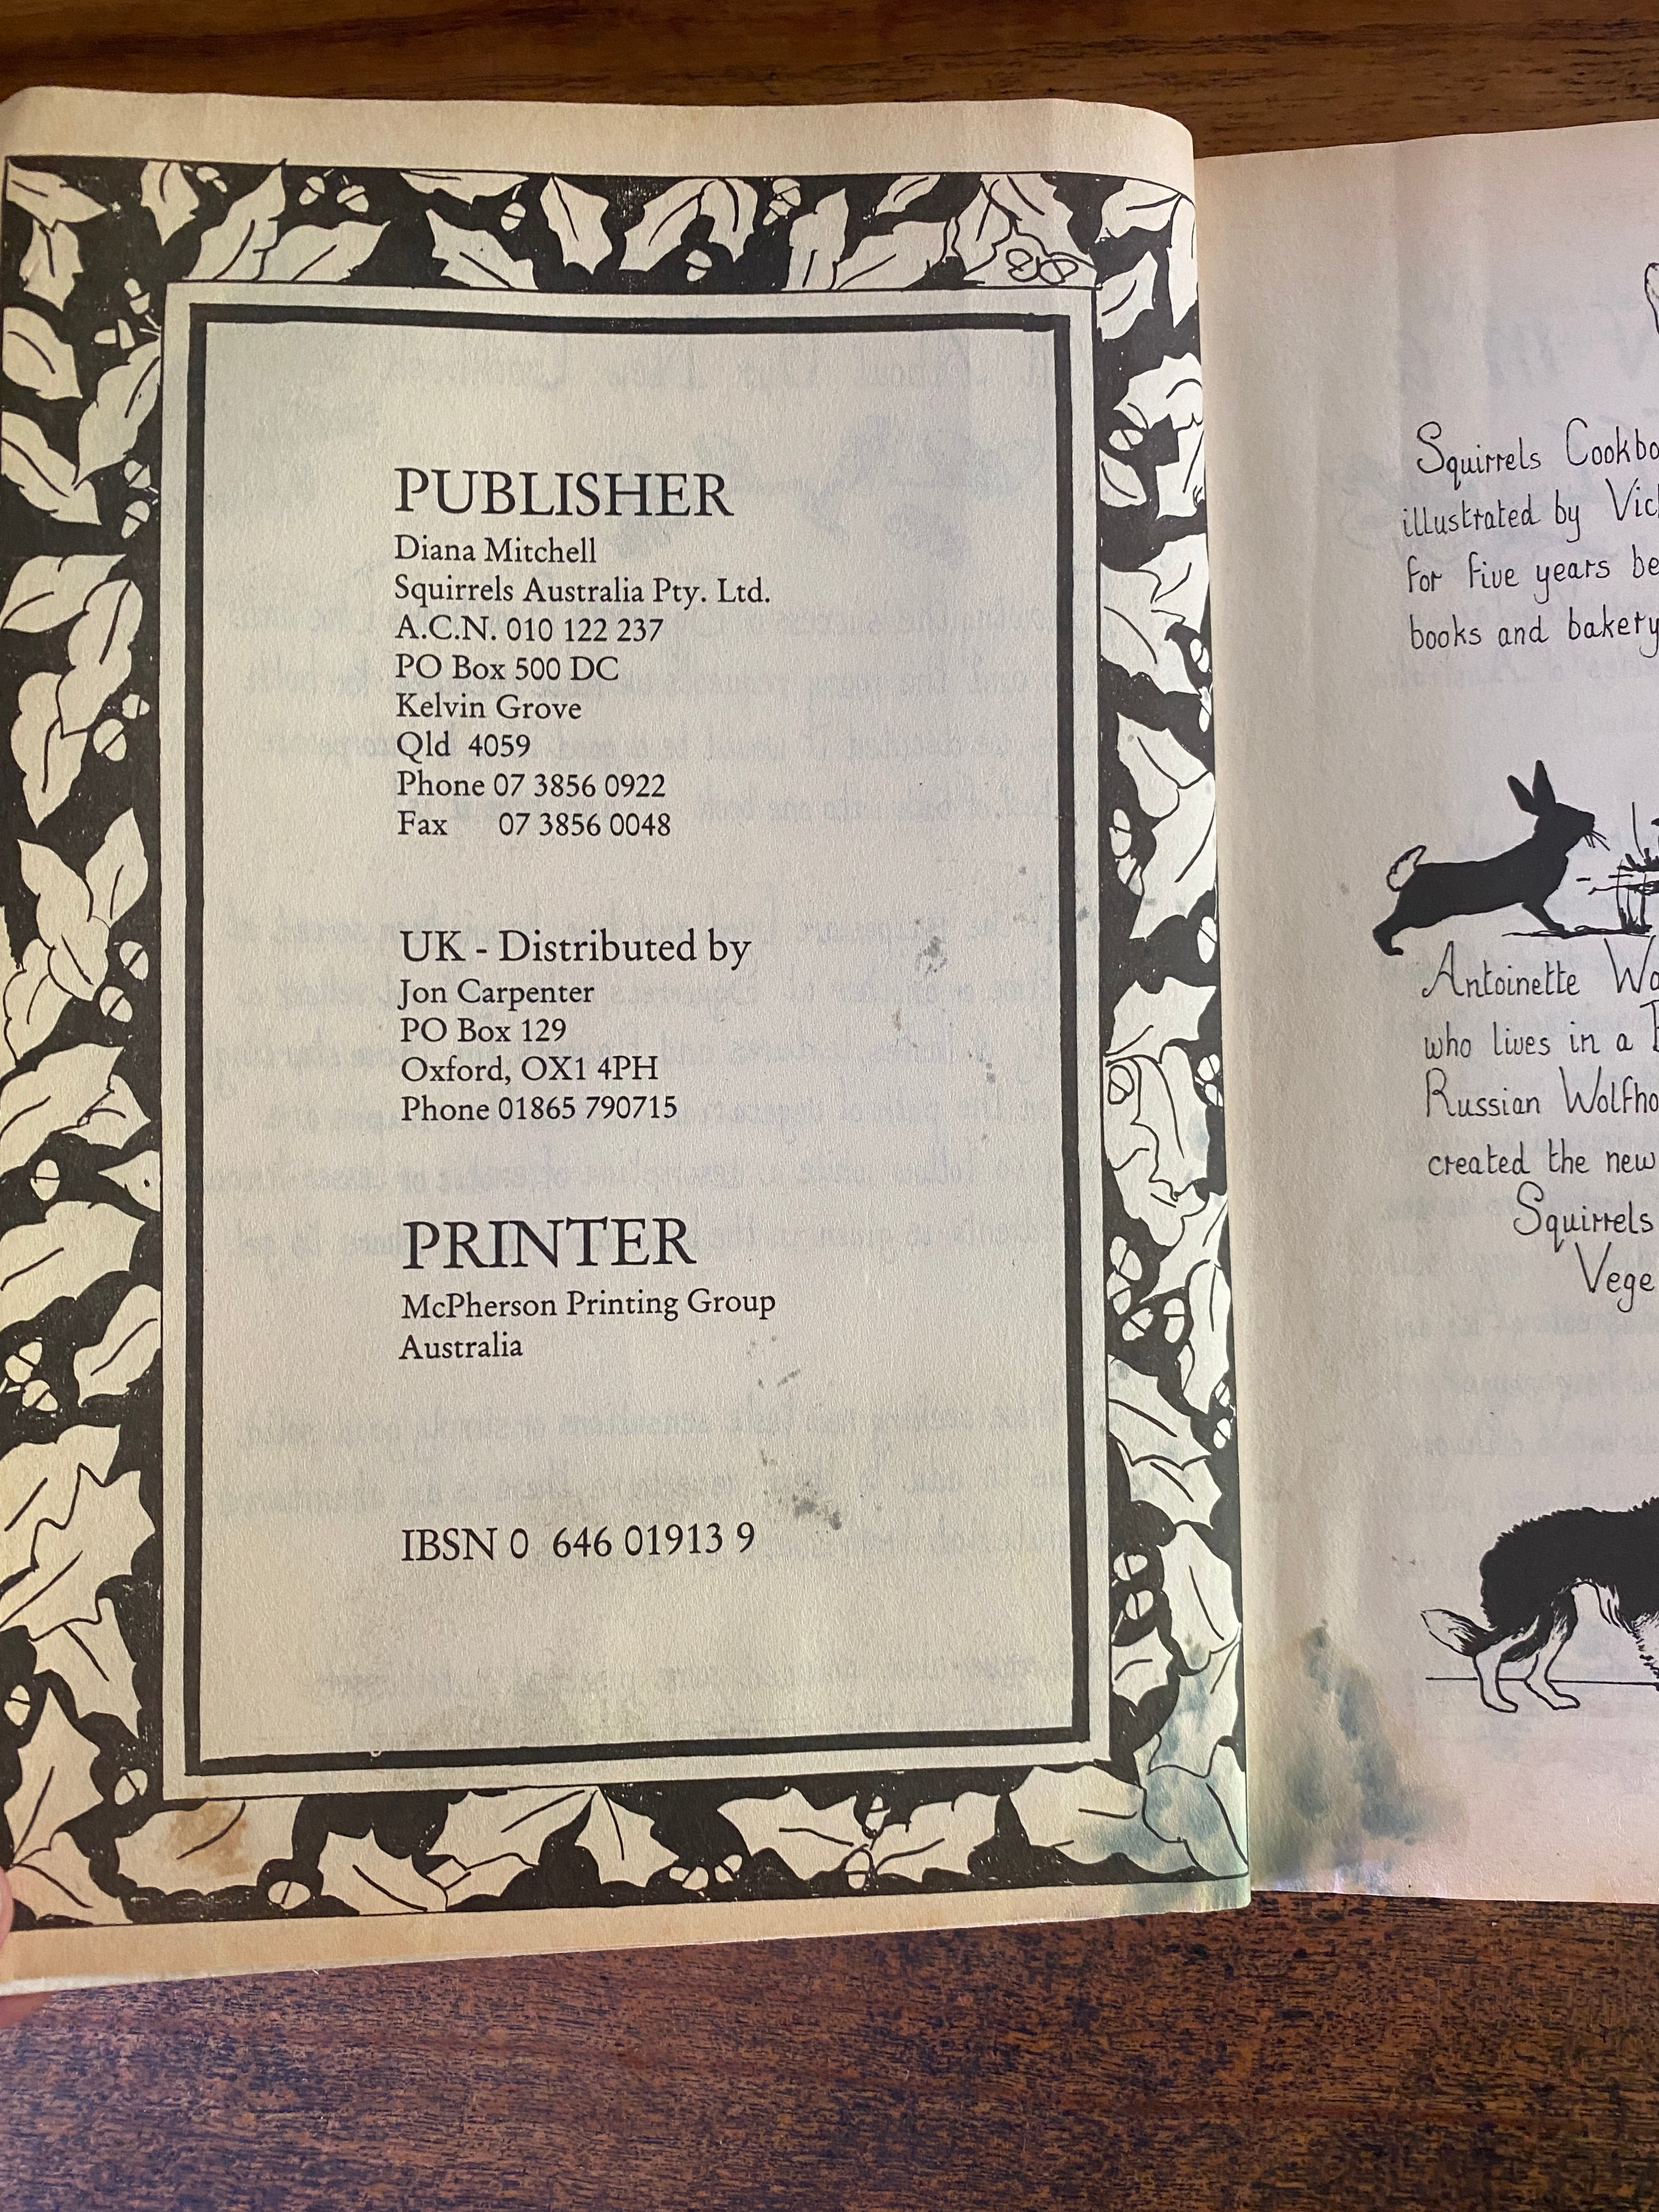 PUBLISHER
Diana Mitchell
Squirrels Australia Pty. Ltd.
A.C.N. 010 122 237
PO Box 500 DC
Kelvin Grove
Qld 4059
Phone 07 3856 0922
Fax 07 3856 0048
UK - Distributed by
Jon Carpenter
PO Box 129
Oxford, OX1 4PH
Phone 01865 790715
PRINTER
McPherson Printing Group
Australia
IBSN 0 646 01913 9
Squirrels Cookbo
illustrated by Vic
for five years be
books and bakery
Antoinette Wo
who lives in a
Russian Wolfho
created the new
Squirrels
Vege